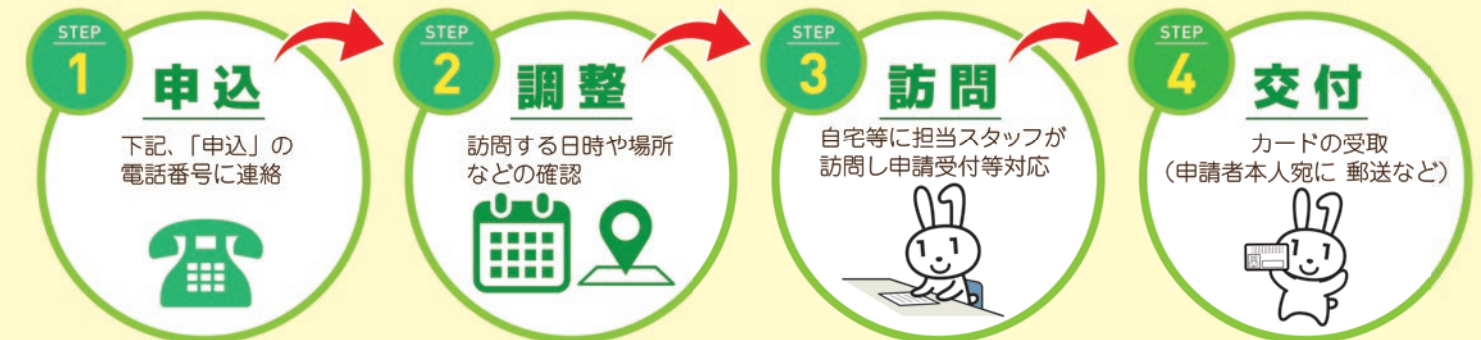 STEP
1
申込
下記、「申込」の
電話番号に連絡
STEP
2
調整
訪問する日時や場所
などの確認
STEP
3
訪問
自宅等に担当スタッフが
訪問し申請受付等対応
STEP
4
交付
カードの受取
（申請者本人宛に 郵送など）